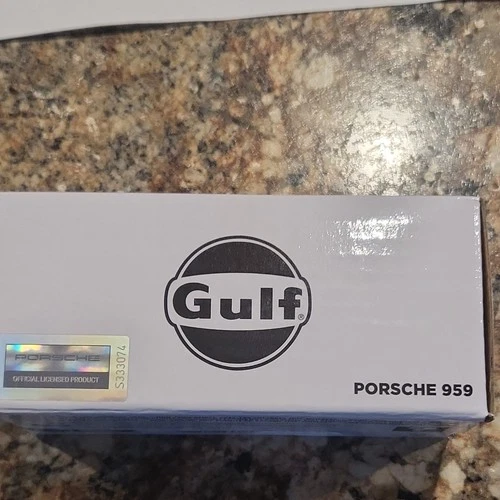 Gulf®
PORSCHE
OFFICIAL LICENSED PRODUCT
S333074
PORSCHE 959